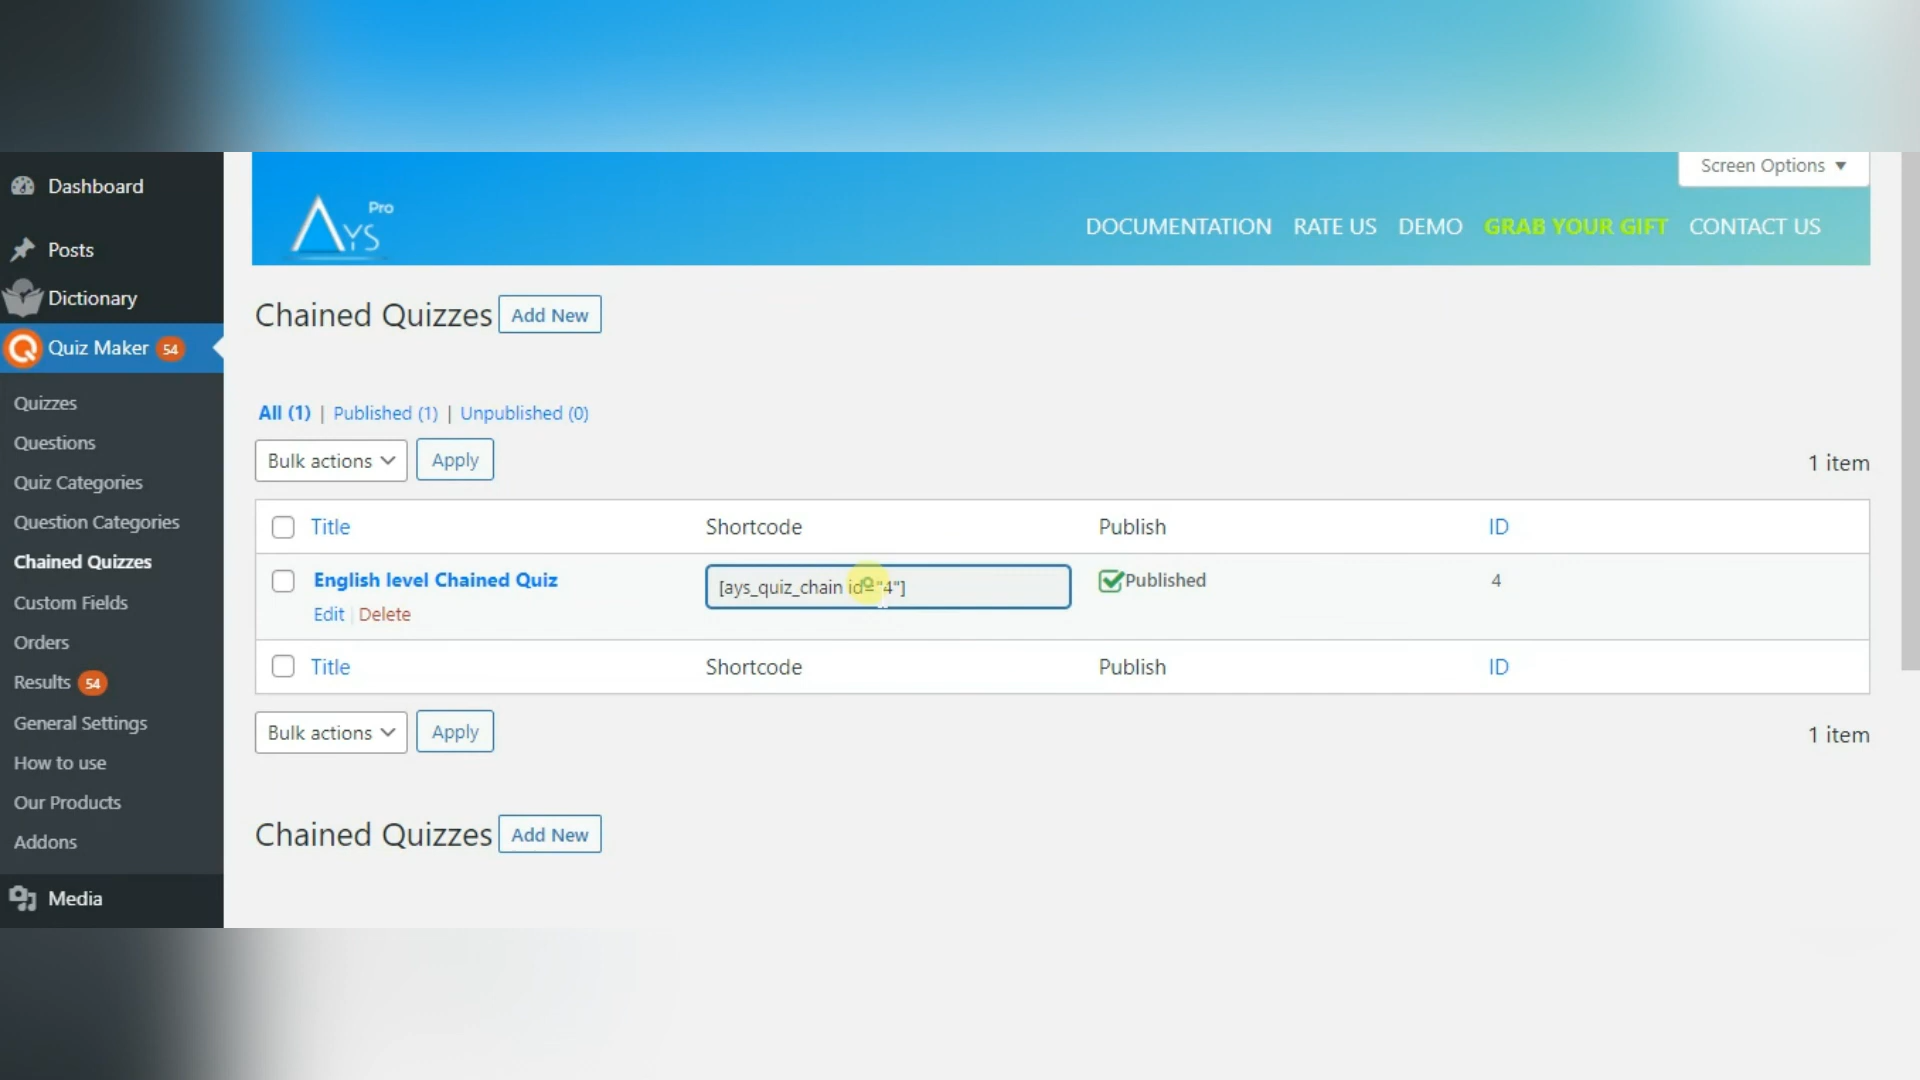 Screen Options
Dashboard
Pro
AYS
DOCUMENTATION RATE US DEMO GRAB YOUR GIFT CONTACT US
Posts
Dictionary
Chained Quizzes Add New
Quiz Maker 54
Quizzes
All (1) | Published (1) | Unpublished (0)
Questions
Bulk actions Apply
1 item
Quiz Categories
Question Categories
Title Shortcode Publish ID
Chained Quizzes
English level Chained Quiz [ays_quiz_chain id="4"] Published 4
Custom Fields
Edit | Delete
Orders
Title Shortcode Publish ID
Results 54
General Settings
Bulk actions Apply
1 item
How to use
Our Products
Chained Quizzes Add New
Addons
Media